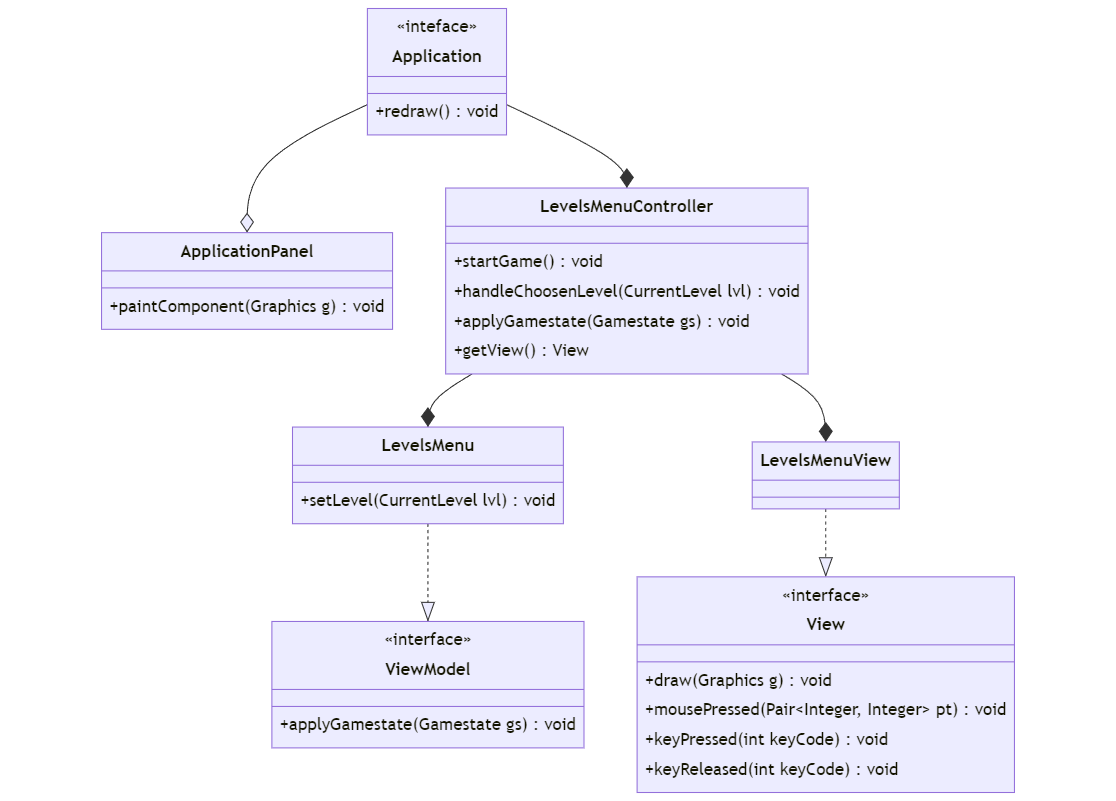 «inteface»
Application
+redraw() : void
ApplicationPanel
+paintComponent(Graphics g) : void
LevelsMenuController
+startGame() : void
+handleChoosenLevel(CurrentLevel lvl) : void
+applyGamestate(Gamestate gs) : void
+getView() : View
LevelsMenu
+setLevel(CurrentLevel lvl) : void
LevelsMenuView
«interface»
ViewModel
+applyGamestate(Gamestate gs) : void
«interface»
View
+draw(Graphics g) : void
+mousePressed(Pair<Integer, Integer> pt) : void
+keyPressed(int keyCode) : void
+keyReleased(int keyCode) : void